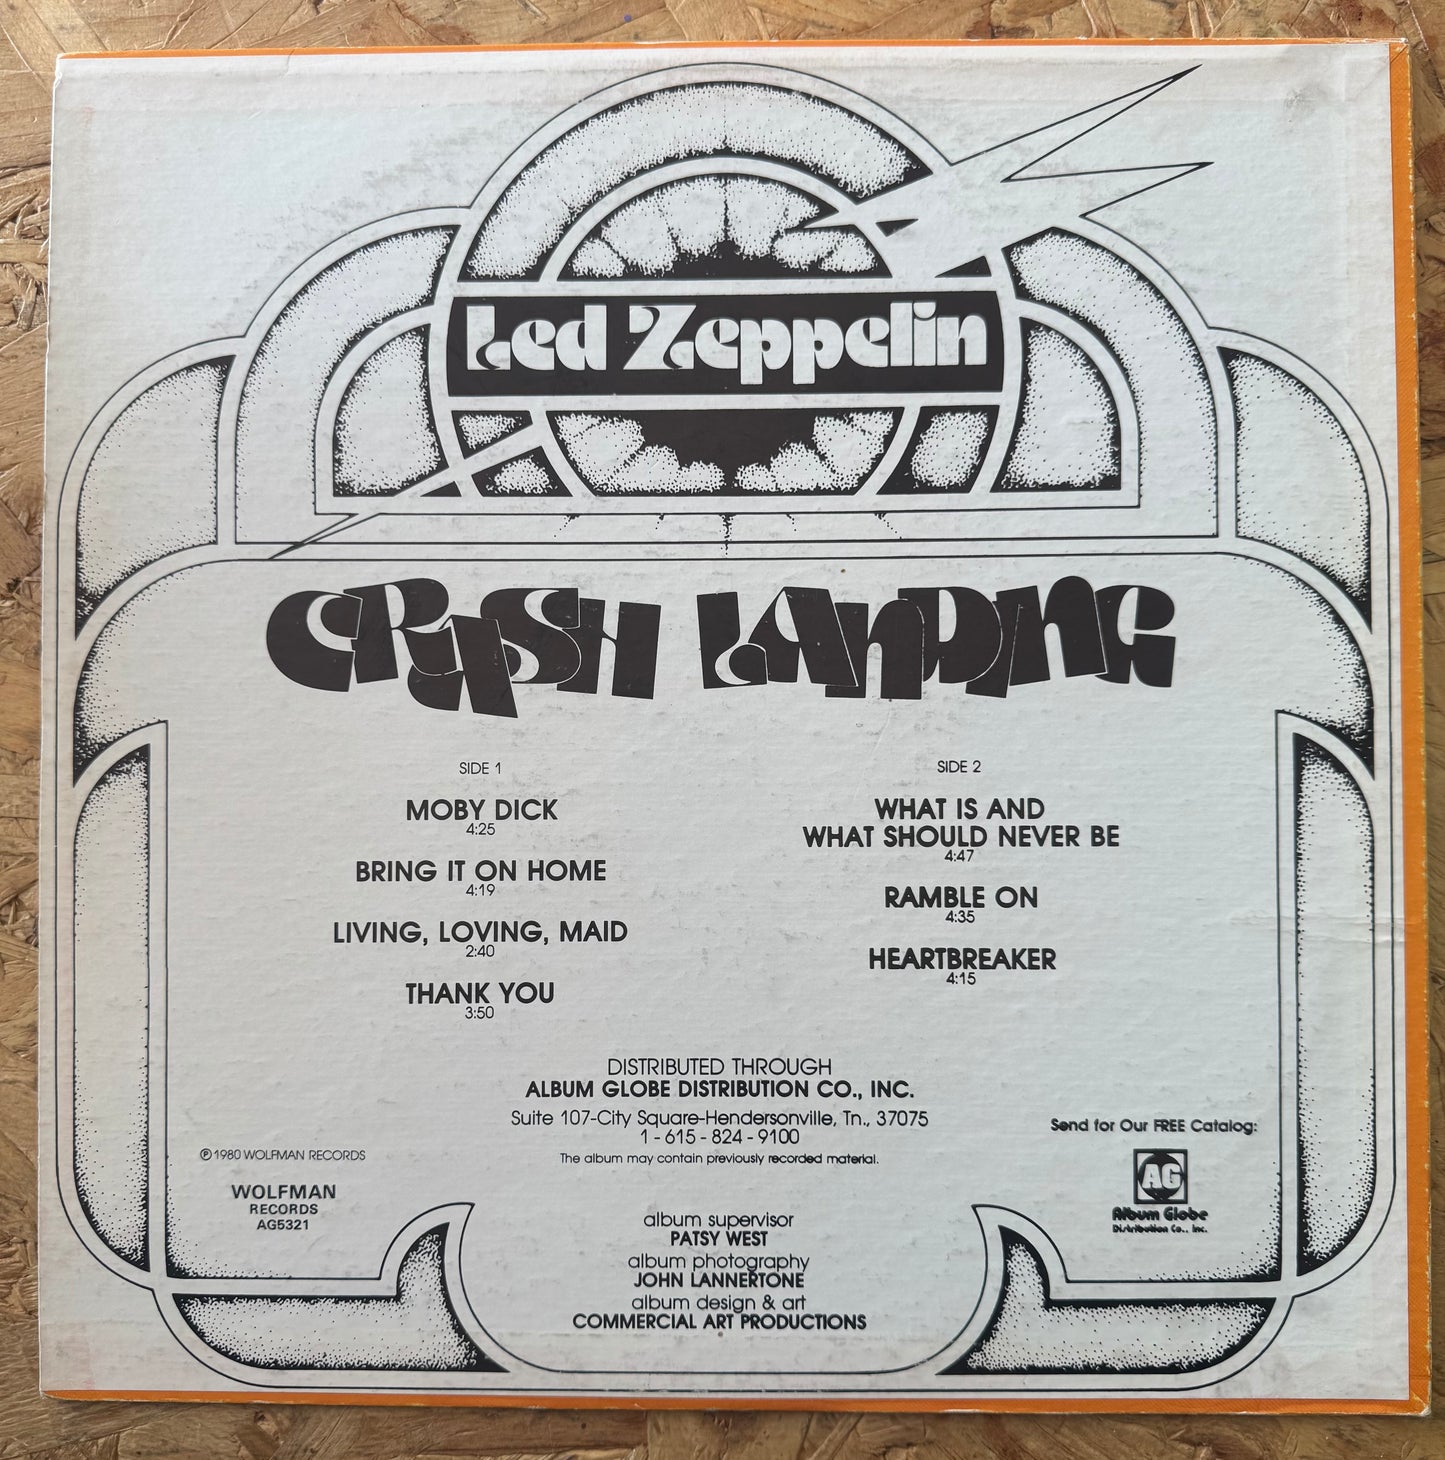 Led Zeppelin
CRASH LANDING
SIDE 1
MOBY DICK
4:25
BRING IT ON HOME
4:19
LIVING, LOVING, MAID
2:40
THANK YOU
3:50
SIDE 2
WHAT IS AND
WHAT SHOULD NEVER BE
4:47
RAMBLE ON
4:35
HEARTBREAKER
4:15
DISTRIBUTED THROUGH
ALBUM GLOBE DISTRIBUTION CO., INC.
Suite 107-City Square-Hendersonville, Tn., 37075
1 - 615 - 824 - 9100
The album may contain previously recorded material.
℗1980 WOLFMAN RECORDS
WOLFMAN
RECORDS
AG5321
album supervisor
PATSY WEST
album photography
JOHN LANNERTONE
album design & art
COMMERCIAL ART PRODUCTIONS
Send for Our FREE Catalog:
AG
Album Globe
Distribution Co., Inc.